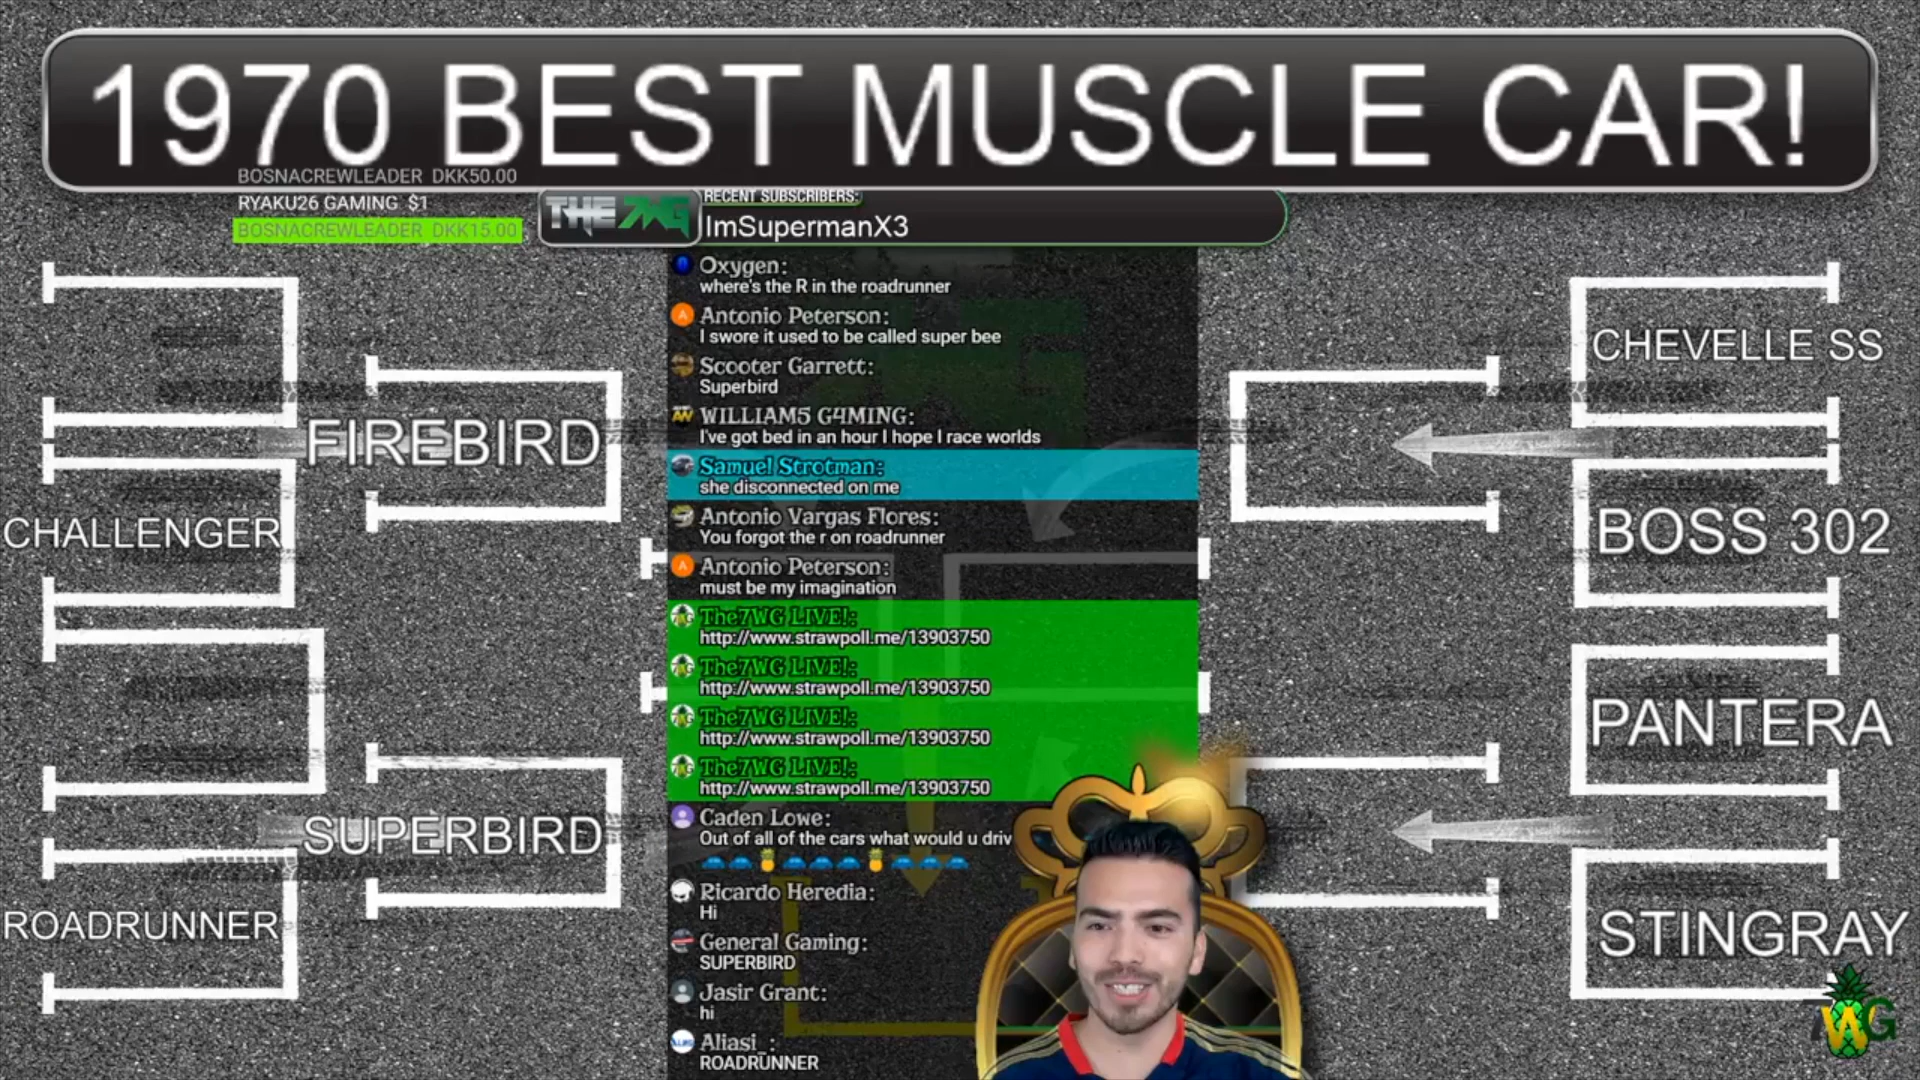 1970 BEST MUSCLE CAR!
BOSNACREWLEADER DKK50.00
RYAKU26 GAMING $1
BOSNACREWLEADER DKK15.00
THE 7WG
RECENT SUBSCRIBERS:
ImSupermanX3
Oxygen:
where's the R in the roadrunner
Antonio Peterson:
I swore it used to be called super bee
Scooter Garrett:
Superbird
WILLIAM5 G4MING:
I've got bed in an hour I hope I race worlds
Samuel Strotman:
she disconnected on me
Antonio Vargas Flores:
You forgot the r on roadrunner
Antonio Peterson:
must be my imagination
The7WG LIVE!:
http://www.strawpoll.me/13903750
The7WG LIVE!:
http://www.strawpoll.me/13903750
The7WG LIVE!:
http://www.strawpoll.me/13903750
The7WG LIVE!:
http://www.strawpoll.me/13903750
Caden Lowe:
Out of all of the cars what would u driv
Ricardo Heredia:
Hi
General Gaming:
SUPERBIRD
Jasir Grant:
hi
Aliasi_:
ROADRUNNER
FIREBIRD
CHALLENGER
SUPERBIRD
ROADRUNNER
CHEVELLE SS
BOSS 302
PANTERA
STINGRAY
7WG